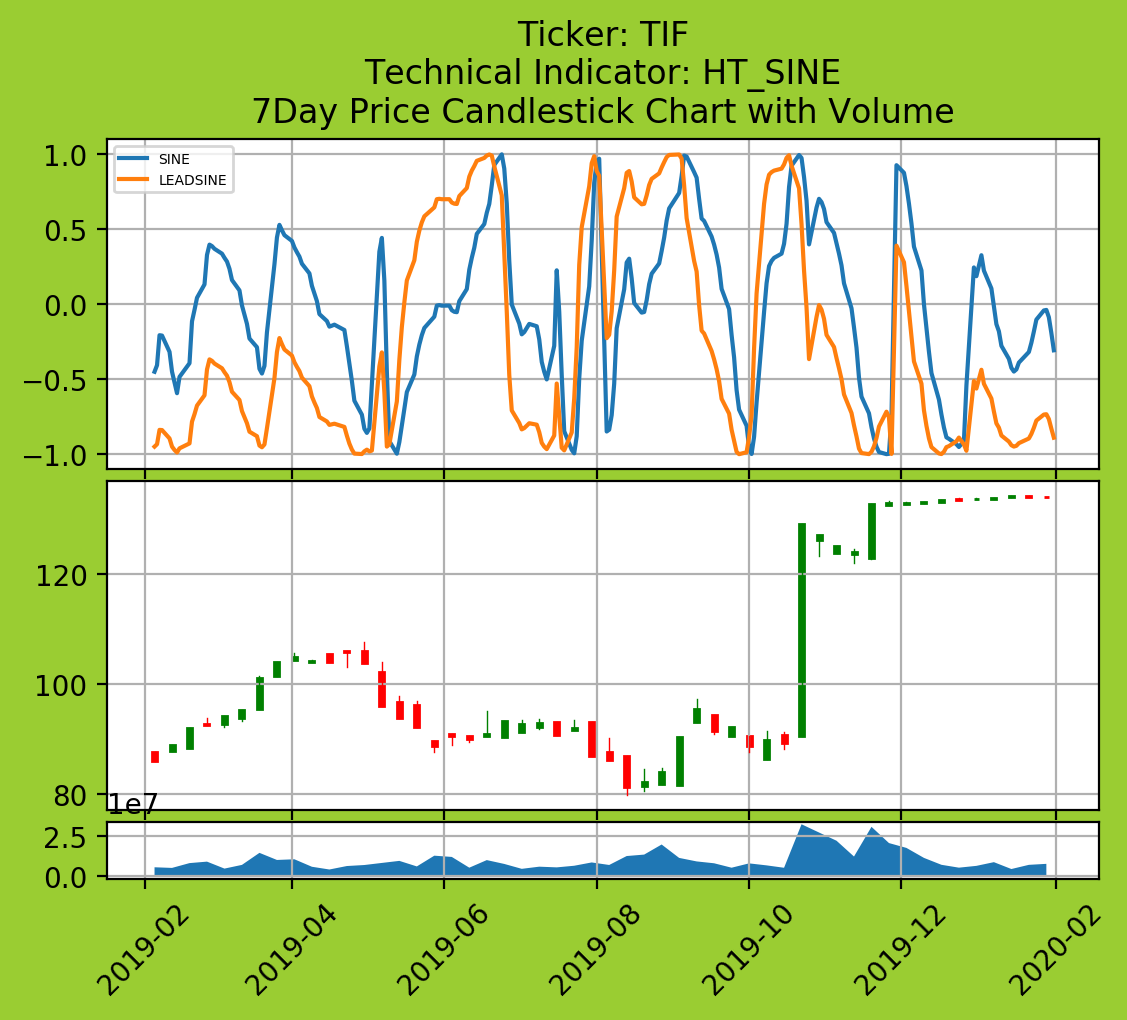 Ticker: TIF
Technical Indicator: HT_SINE
7Day Price Candlestick Chart with Volume
SINE
LEADSINE
1.0
0.5
0.0
−0.5
−1.0
120
100
80
1e7
2.5
0.0
2019-02
2019-04
2019-06
2019-08
2019-10
2019-12
2020-02